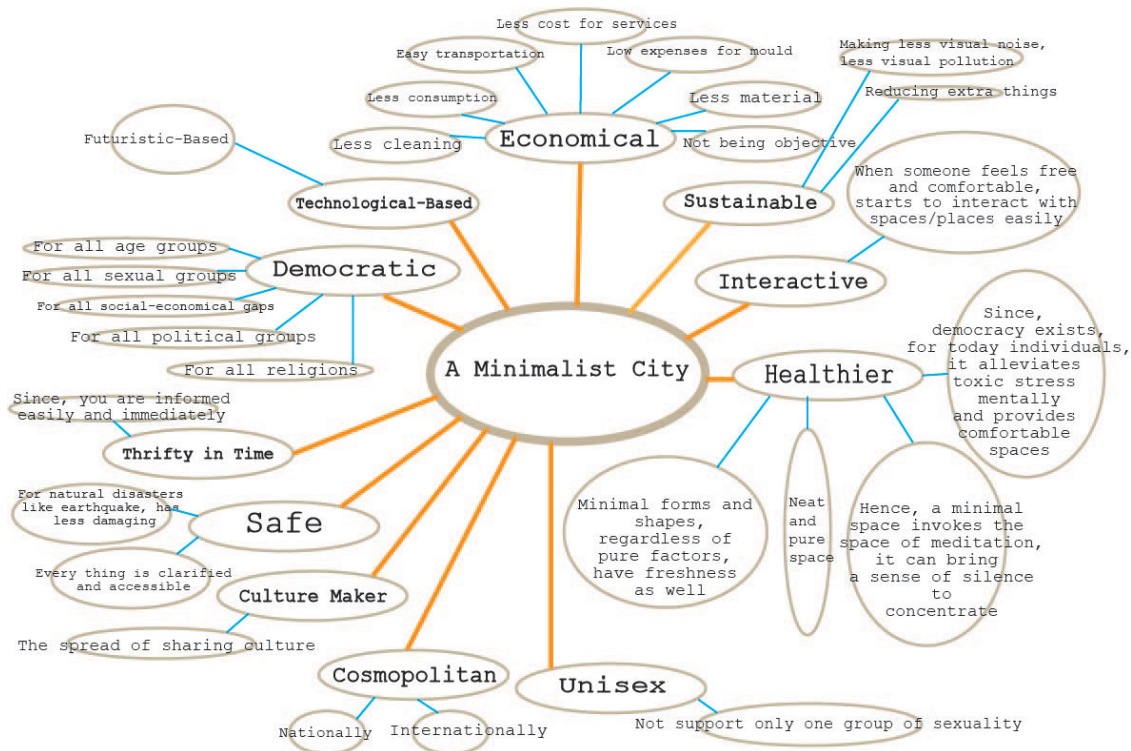 Less cost for services
Easy transportation
Low expenses for mould
Making less visual noise,
less visual pollution
Less consumption
Less material
Reducing extra things
Economical
Less cleaning
Not being objective
Futuristic-Based
Technological-Based
Sustainable
When someone feels free
and comfortable,
starts to interact with
spaces/places easily
For all age groups
For all sexual groups
For all social-economical gaps
For all political groups
For all religions
Democratic
Interactive
A Minimalist City
Healthier
Since,
democracy exists,
for today individuals,
it alleviates
toxic stress
mentally
and provides
comfortable
spaces
Since, you are informed
easily and immediately
Thrifty in Time
For natural disasters
like earthquake, has
less damaging
Safe
Every thing is clarified
and accessible
Minimal forms and
shapes,
regardless of
pure factors,
have freshness
as well
Neat
and
pure
space
Hence, a minimal
space invokes the
space of meditation,
it can bring
a sense of silence
to
concentrate
Culture Maker
The spread of sharing culture
Cosmopolitan
Nationally
Internationally
Unisex
Not support only one group of sexuality